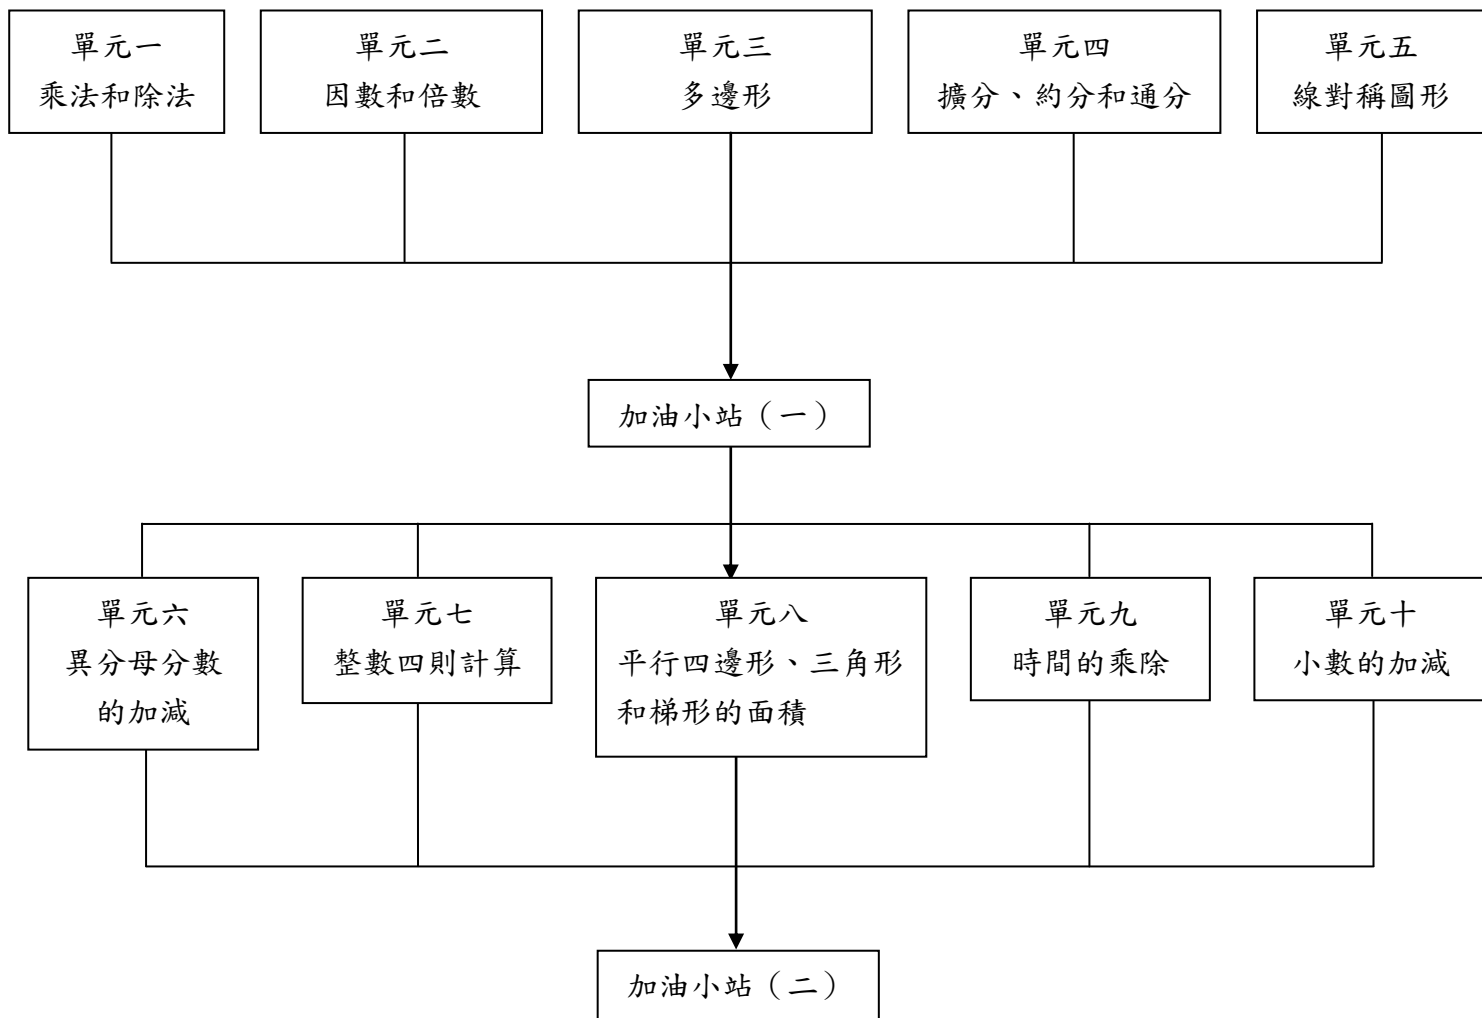 單元一
乘法和除法
單元二
因數和倍數
單元三
多邊形
單元四
擴分、約分和通分
單元五
線對稱圖形
加油小站（一）
單元六
異分母分數
的加減
單元七
整數四則計算
單元八
平行四邊形、三角形
和梯形的面積
單元九
時間的乘除
單元十
小數的加減
加油小站（二）